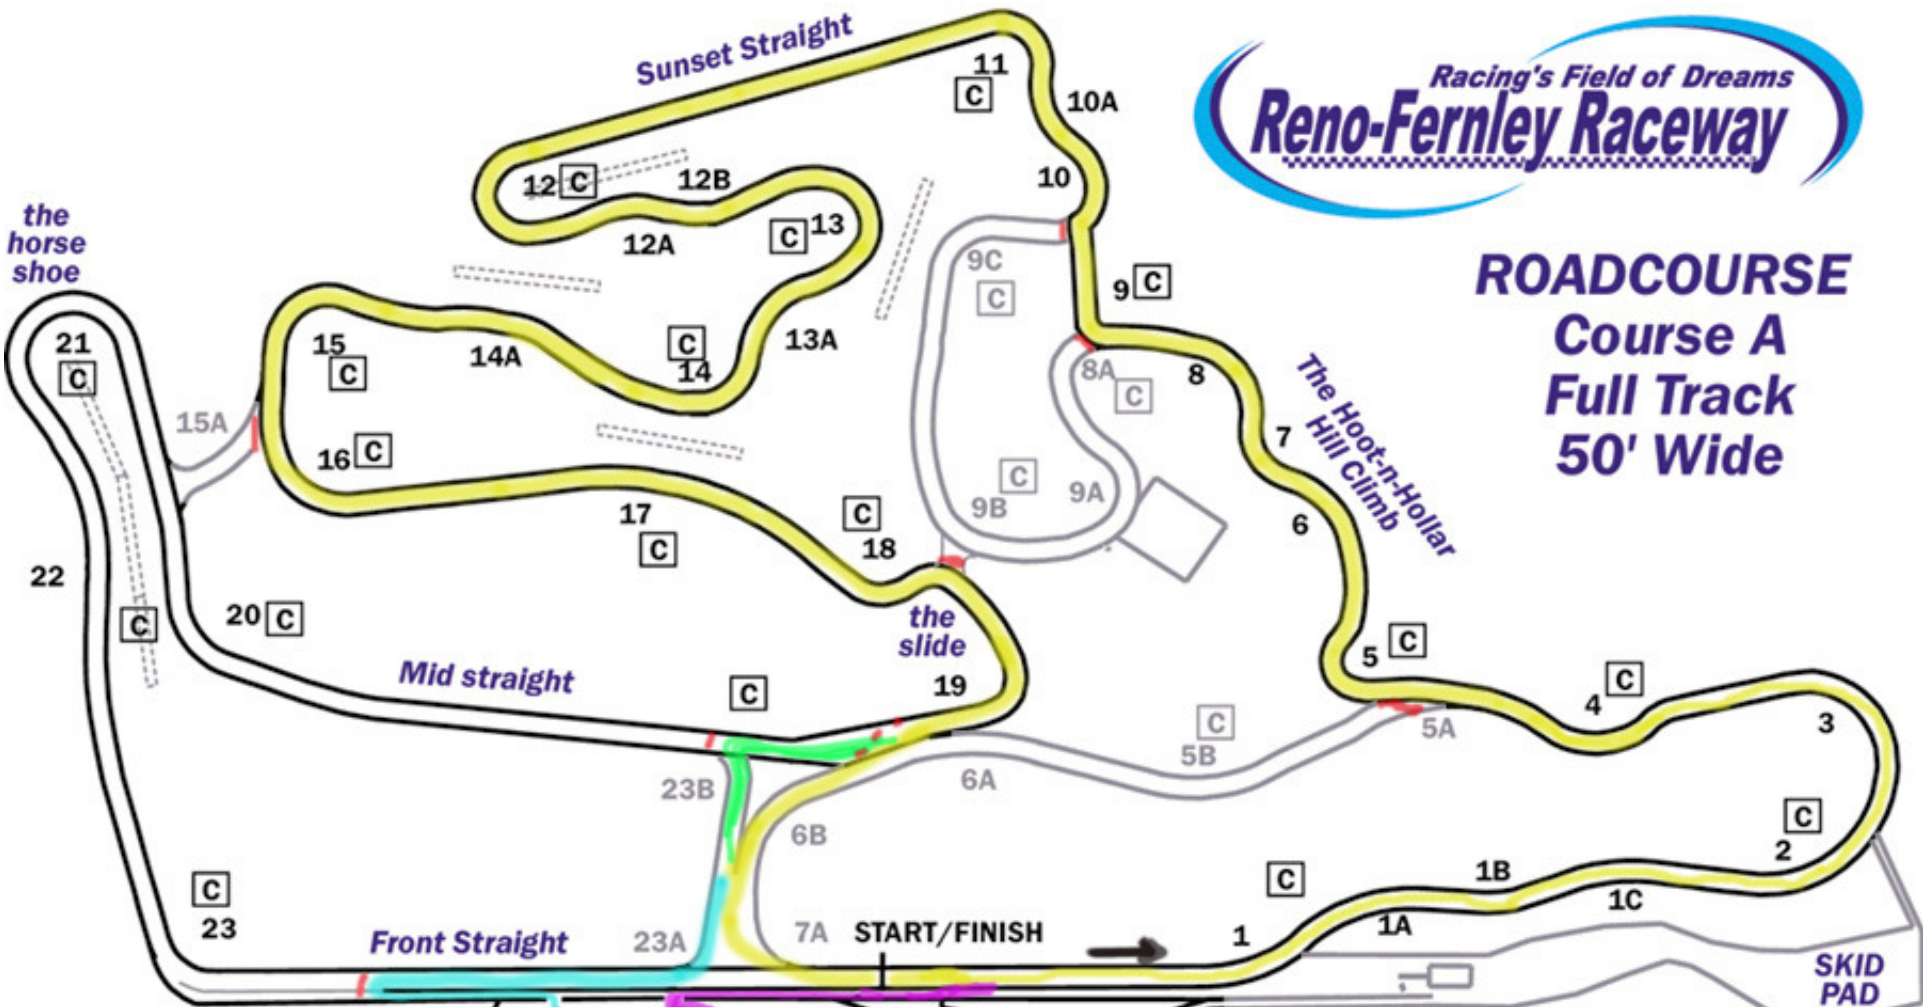 Racing's Field of Dreams
Reno-Fernley Raceway
ROADCOURSE
Course A
Full Track
50' Wide
Sunset Straight
11
C
10A
10
12
C
12B
12A
C
13
13A
the
horse
shoe
21
C
15
C
14A
C
14
15A
16
C
17
C
C
18
9C
C
9
C
8A
C
8
C
9B
9A
7
6
The Hoot-n-Hollar
Hill Climb
22
C
20
C
Mid straight
C
the
slide
19
5
C
4
C
3
C
5A
5B
6A
23B
6B
C
2
C
1B
1C
C
23
Front Straight
23A
7A
START/FINISH
1
1A
SKID
PAD